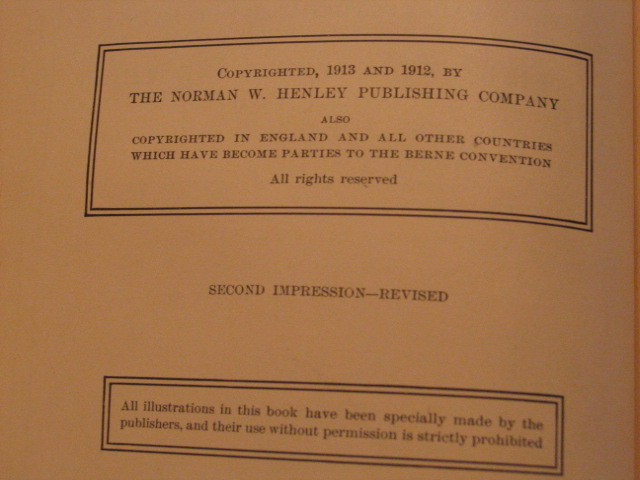 COPYRIGHTED, 1913 AND 1912, BY
THE NORMAN W. HENLEY PUBLISHING COMPANY
ALSO
COPYRIGHTED IN ENGLAND AND ALL OTHER COUNTRIES
WHICH HAVE BECOME PARTIES TO THE BERNE CONVENTION
All rights reserved
SECOND IMPRESSION—REVISED
All illustrations in this book have been specially made by the
publishers, and their use without permission is strictly prohibited